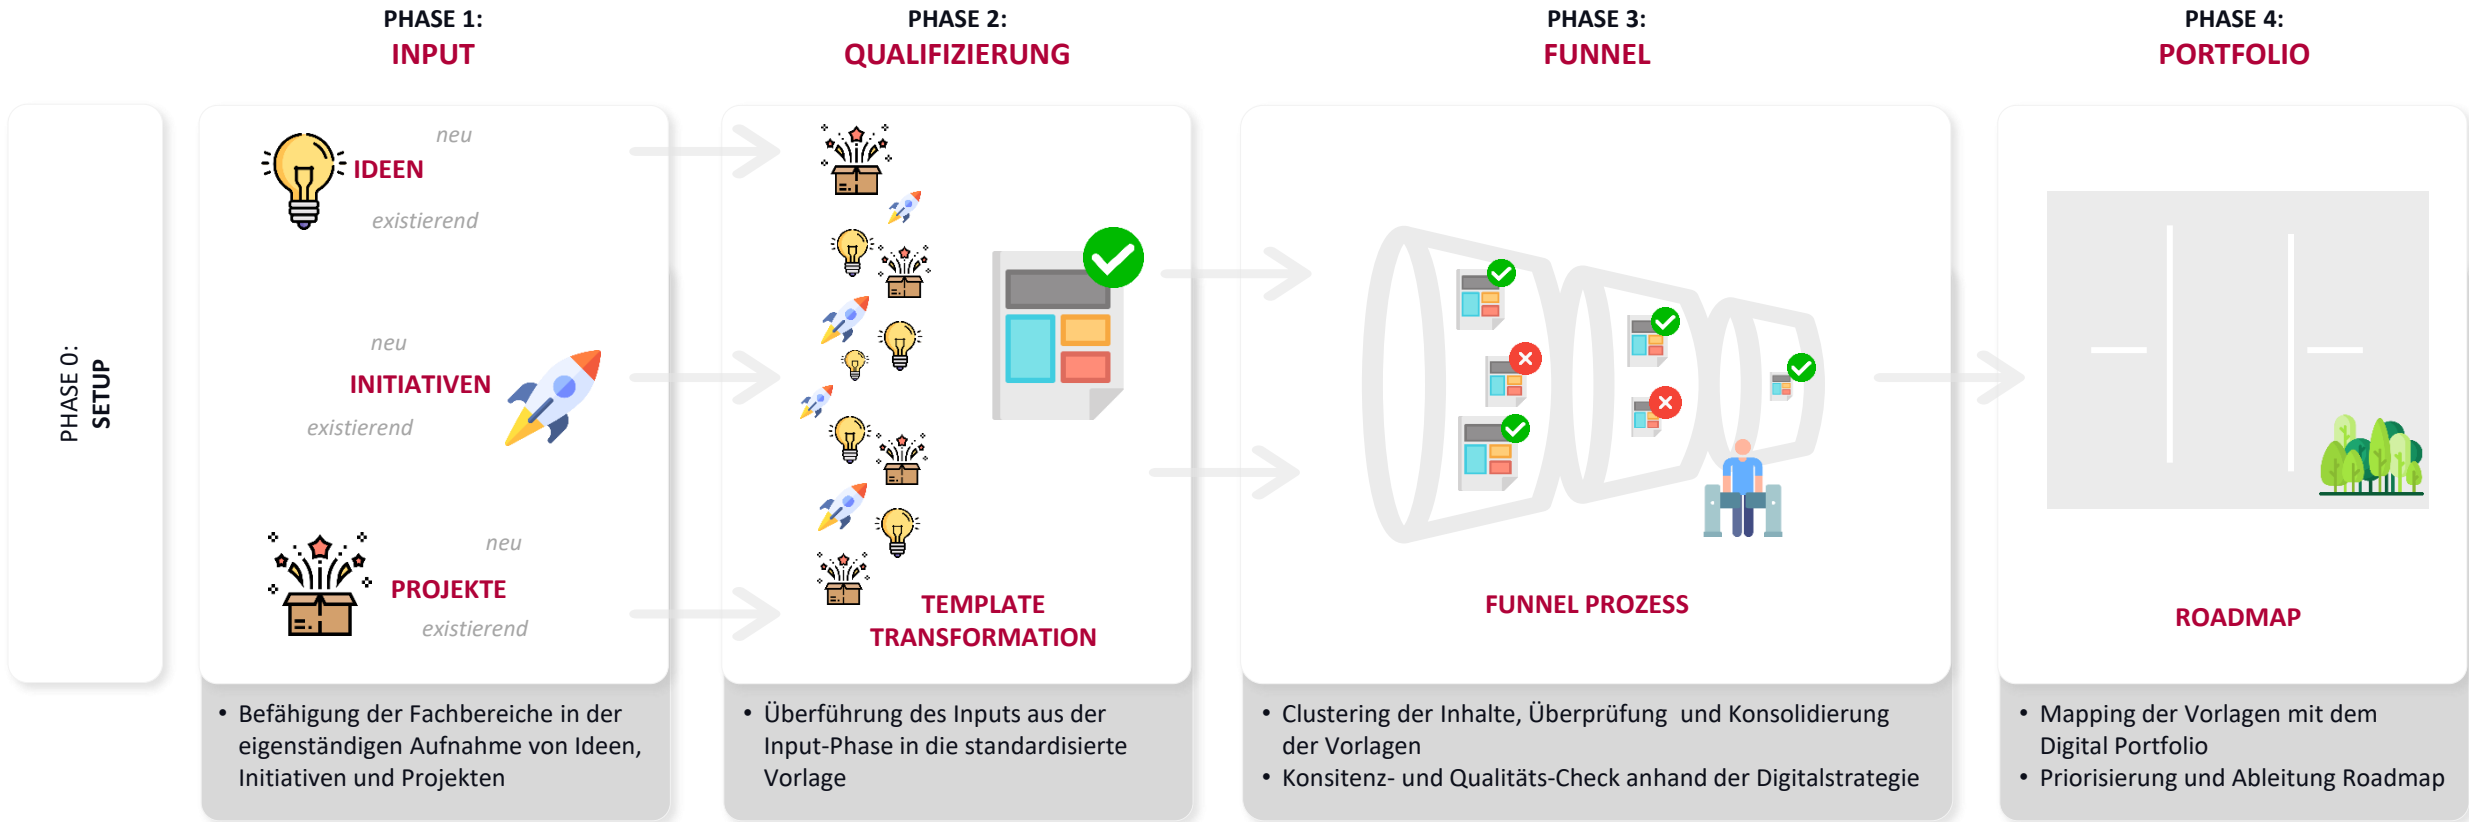 PHASE 0:
SETUP
PHASE 1:
INPUT
neu
IDEEN
existierend
neu
INITIATIVEN
existierend
neu
PROJEKTE
existierend
• Befähigung der Fachbereiche in der
eigenständigen Aufnahme von Ideen,
Initiativen und Projekten
PHASE 2:
QUALIFIZIERUNG
TEMPLATE
TRANSFORMATION
• Überführung des Inputs aus der
Input-Phase in die standardisierte
Vorlage
PHASE 3:
FUNNEL
FUNNEL PROZESS
• Clustering der Inhalte, Überprüfung und Konsolidierung
der Vorlagen
• Konsitenz- und Qualitäts-Check anhand der Digitalstrategie
PHASE 4:
PORTFOLIO
ROADMAP
• Mapping der Vorlagen mit dem
Digital Portfolio
• Priorisierung und Ableitung Roadmap